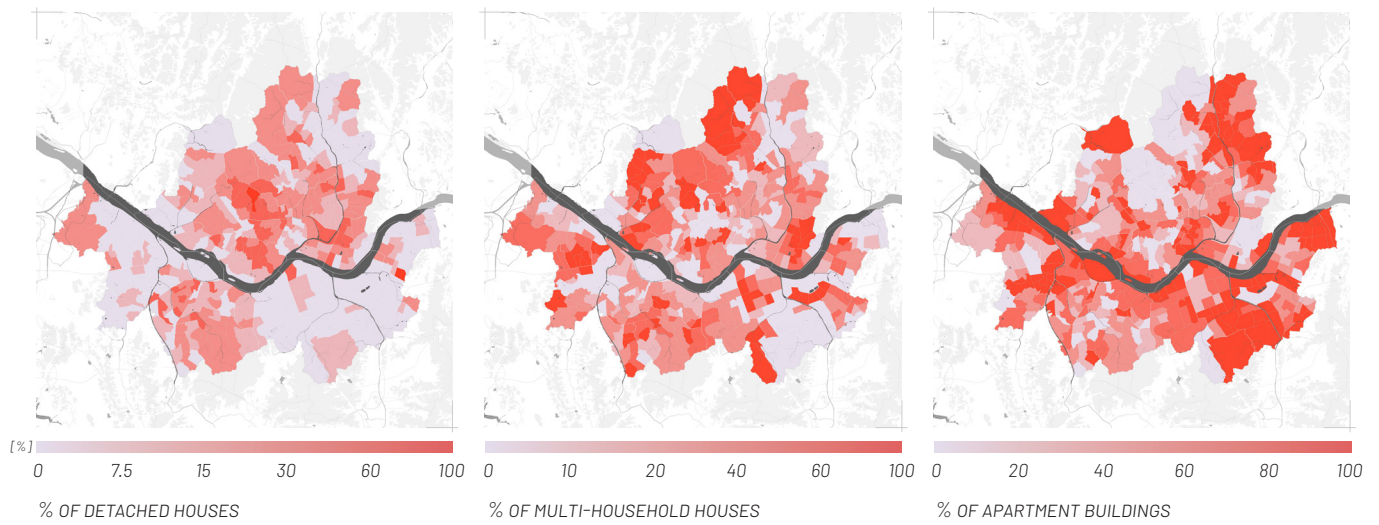 [%] 0 7.5 15 30 60 100
% OF DETACHED HOUSES
0 10 20 40 60 100
% OF MULTI-HOUSEHOLD HOUSES
0 20 40 60 80 100
% OF APARTMENT BUILDINGS